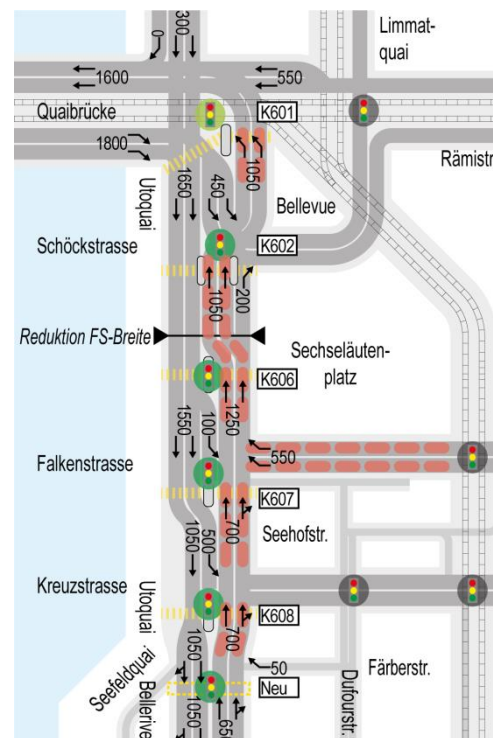 300
0
Limmat-
quai
1600
550
Quaibrücke
K601
1800
1050
Rämistr
Utoquai
1650
450
Bellevue
Schöckstrasse
K602
1050
200
Reduktion FS-Breite
Sechseläuten-
platz
K606
1550
100
1250
550
Falkenstrasse
K607
700
1050
500
Seehofstr.
Kreuzstrasse
Utoquai
K608
700
1050
50
Färberstr.
Seefeldquai
Neu
Dufourstr.
Bellerive
1050
650